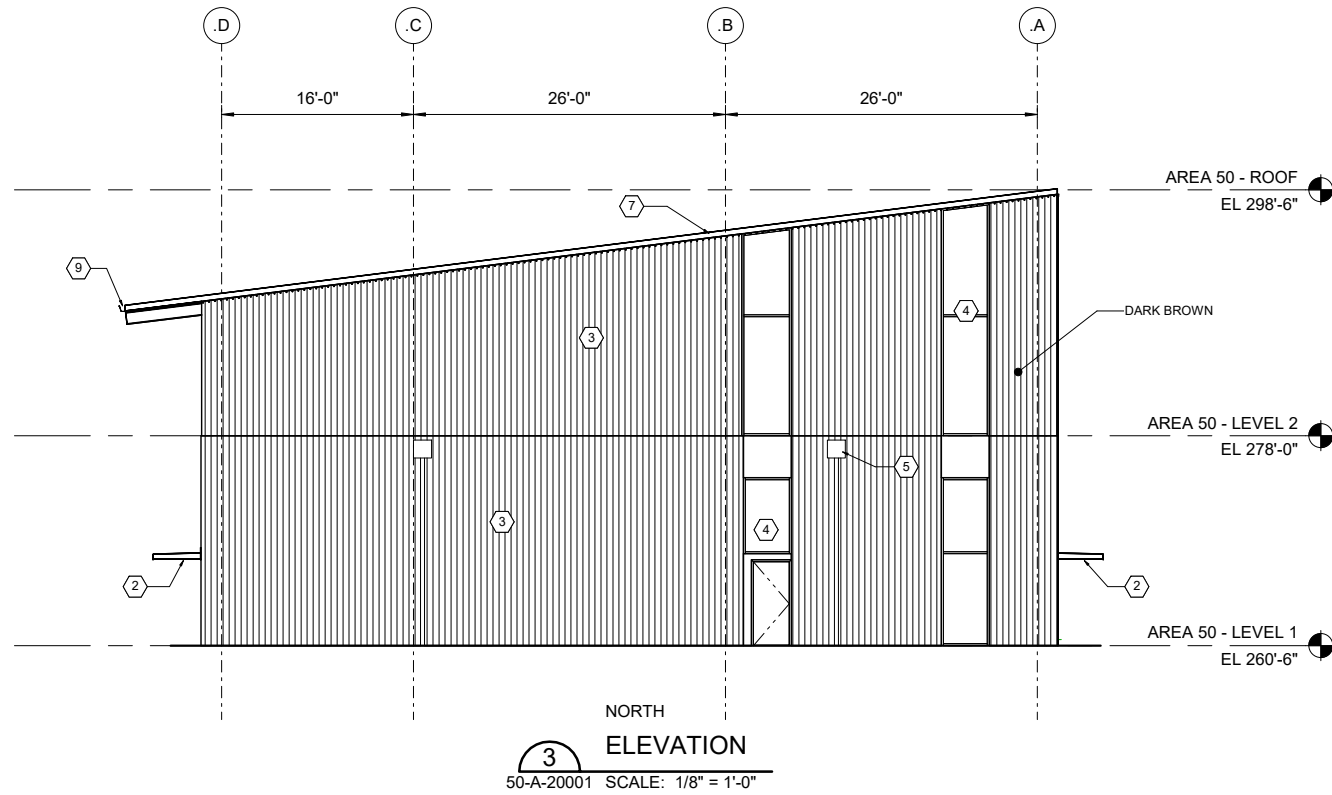 .D
.C
.B
.A
16'-0"
26'-0"
26'-0"
AREA 50 - ROOF
EL 298'-6"
7
9
4
3
DARK BROWN
AREA 50 - LEVEL 2
EL 278'-0"
5
3
4
2
2
AREA 50 - LEVEL 1
EL 260'-6"
NORTH
3 ELEVATION
50-A-20001 SCALE: 1/8" = 1'-0"